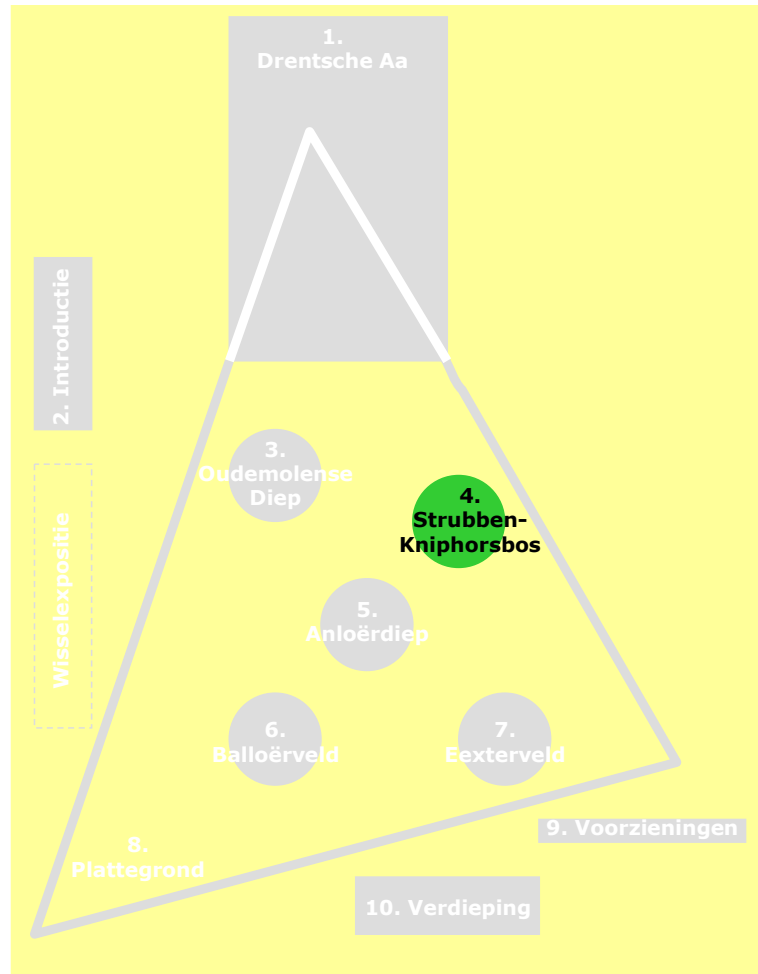 1.
Drentsche Aa
2. Introductie
3.
Oudemolense
Diep
4.
Strubben-
Kniphorsbos
Wisselexpositie
5.
Anloërdiep
6.
Balloërveld
7.
Eexterveld
8.
Plattegrond
9. Voorzieningen
10. Verdieping